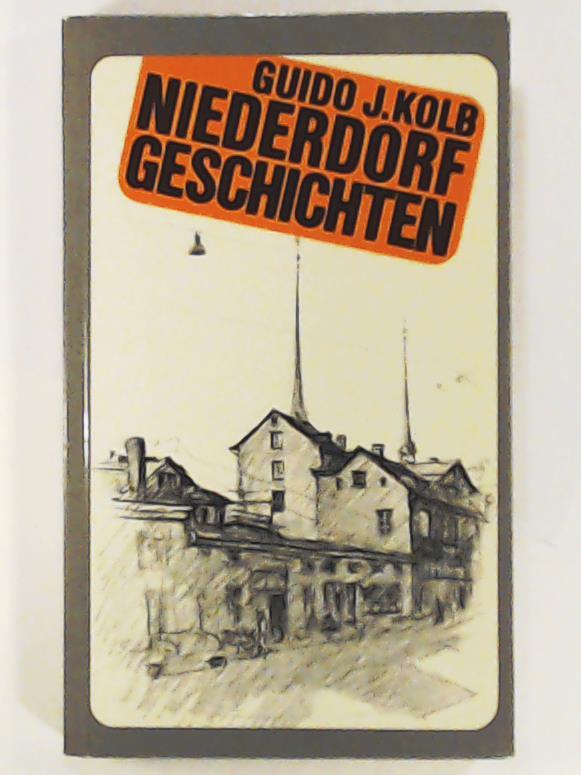 GUIDO J. KOLB
NIEDERDORF
GESCHICHTEN